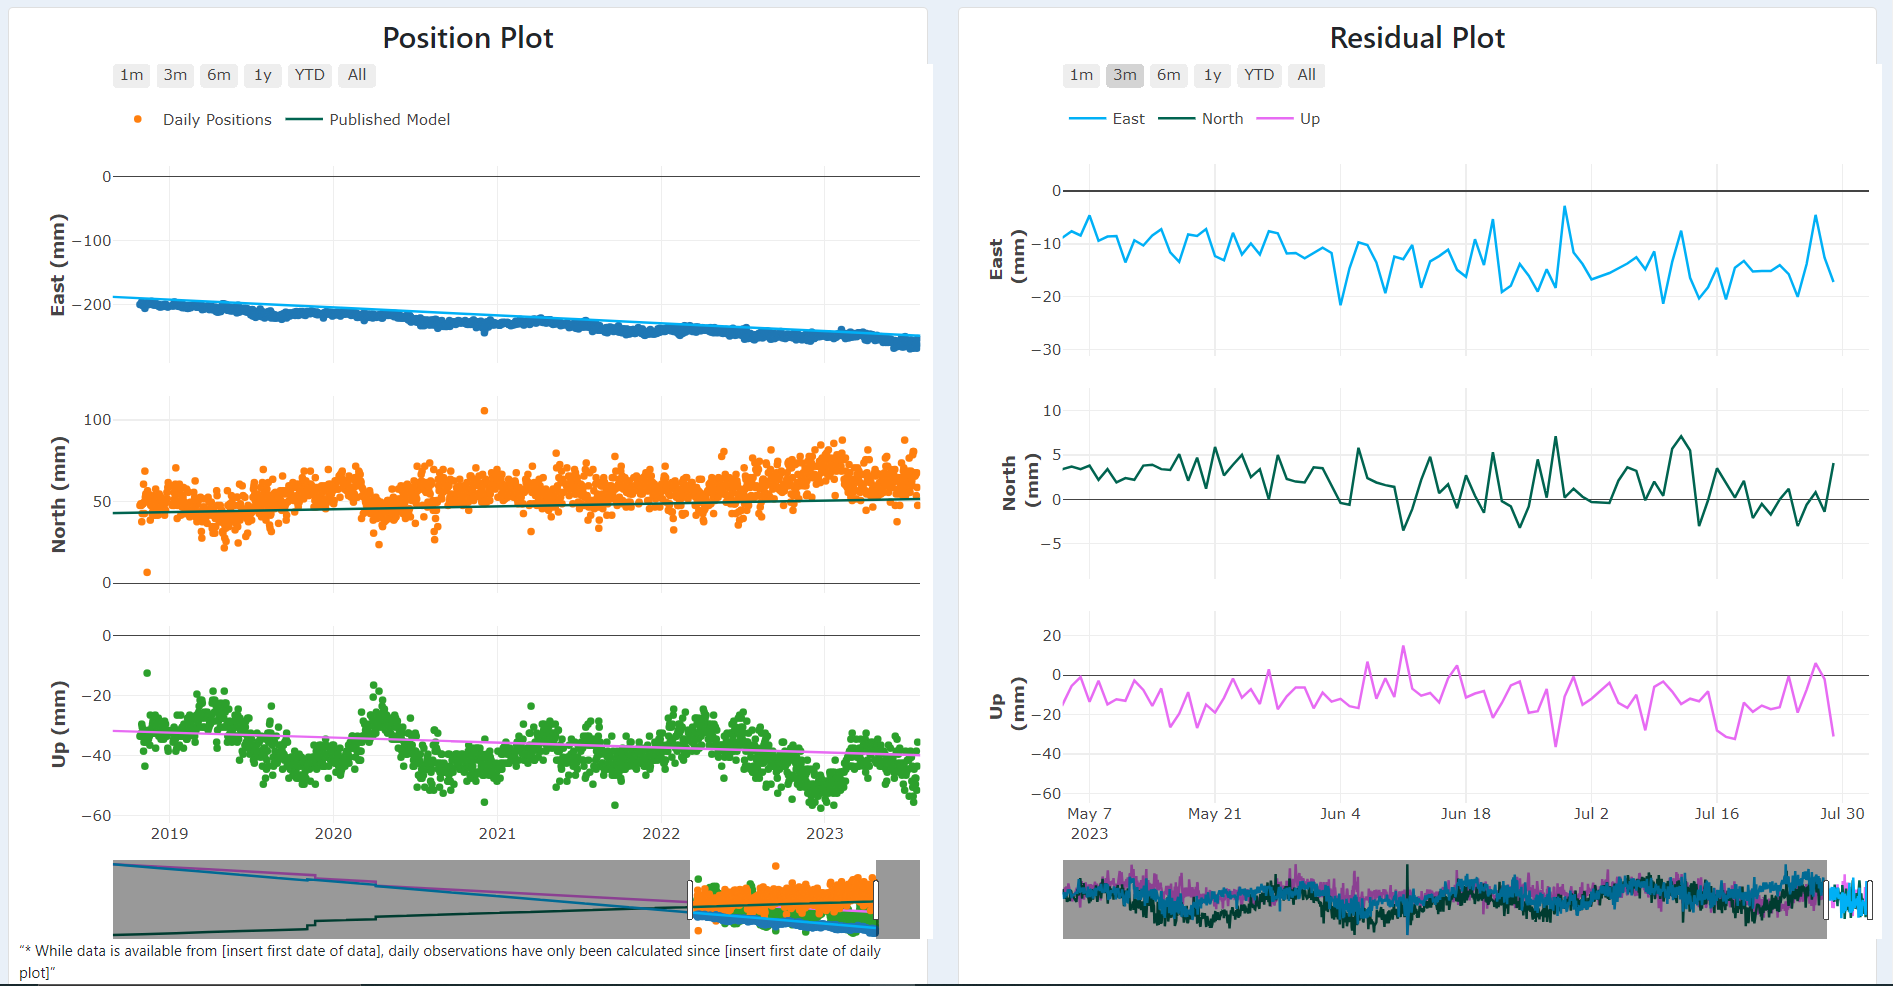 Position Plot
1m 3m 6m 1y YTD All
Daily Positions Published Model
0
−100
−200
East (mm)
100
50
0
North (mm)
0
−20
−40
−60
Up (mm)
2019 2020 2021 2022 2023
“* While data is available from [insert first date of data], daily observations have only been calculated since [insert first date of daily
plot]”
Residual Plot
1m 3m 6m 1y YTD All
East North Up
0
−10
−20
−30
East
(mm)
10
5
0
−5
North
(mm)
20
0
−20
−40
−60
Up
(mm)
May 7 May 21 Jun 4 Jun 18 Jul 2 Jul 16 Jul 30
2023